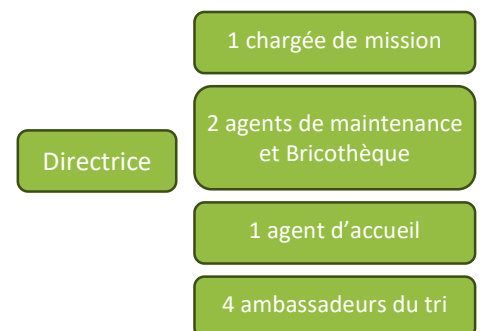 Directrice
1 chargée de mission
2 agents de maintenance
et Bricothèque
1 agent d’accueil
4 ambassadeurs du tri